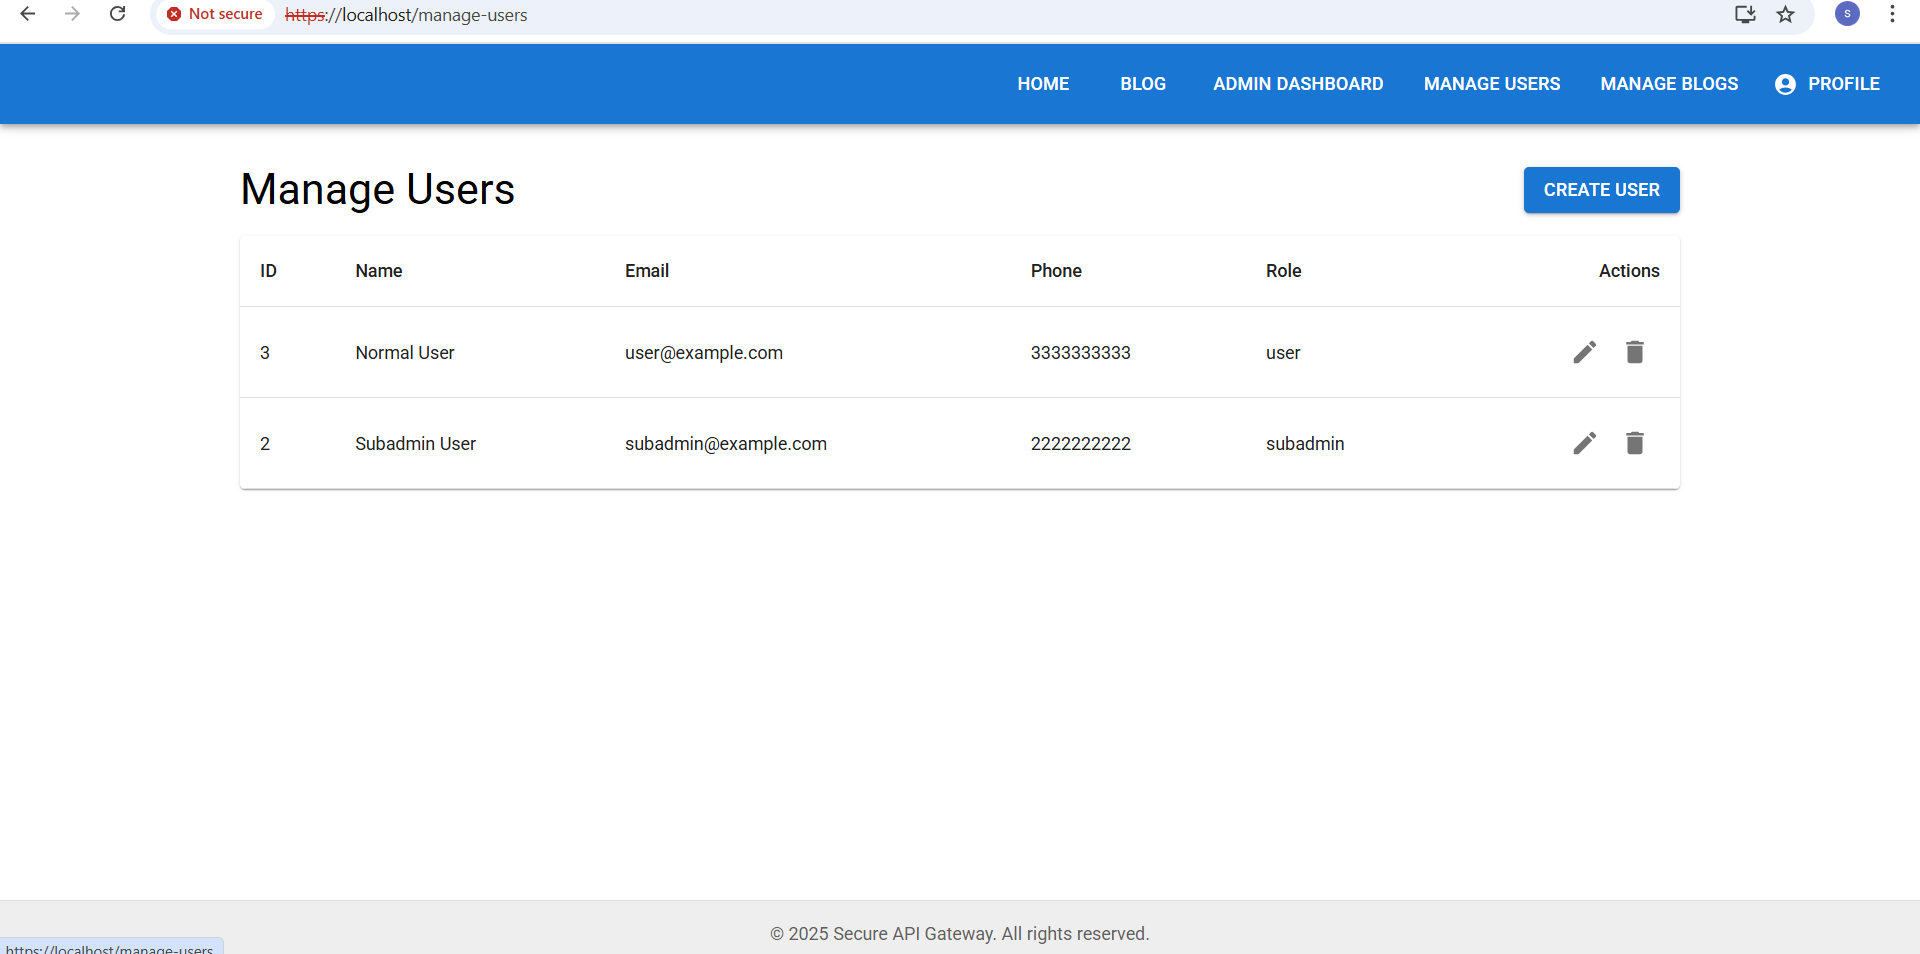 Not secure https://localhost/manage-users S
HOME BLOG ADMIN DASHBOARD MANAGE USERS MANAGE BLOGS PROFILE
Manage Users CREATE USER
ID Name Email Phone Role Actions
3 Normal User user@example.com 3333333333 user
2 Subadmin User subadmin@example.com 2222222222 subadmin
© 2025 Secure API Gateway. All rights reserved.
https://localhost/manage-users